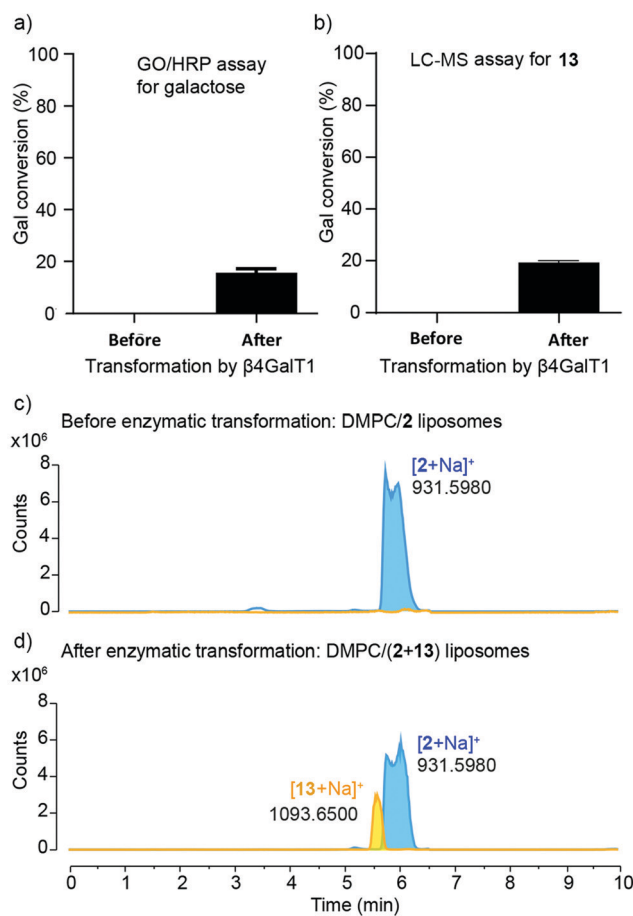 a)
GO/HRP assay
for galactose
Gal conversion (%)
100
80
60
40
20
0
Before
After
Transformation by β4GalT1
b)
LC-MS assay for 13
Gal conversion (%)
100
80
60
40
20
0
Before
After
Transformation by β4GalT1
c)
Before enzymatic transformation: DMPC/2 liposomes
x10⁶
Counts
8
6
4
2
0
[2+Na]⁺
931.5980
d)
After enzymatic transformation: DMPC/(2+13) liposomes
x10⁶
Counts
8
6
4
2
0
[2+Na]⁺
931.5980
[13+Na]⁺
1093.6500
0 1 2 3 4 5 6 7 8 9 10
Time (min)